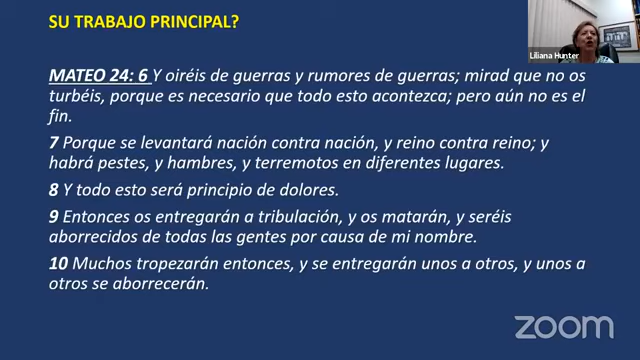 SU TRABAJO PRINCIPAL?
Liliana Hunter
MATEO 24: 6 Y oiréis de guerras y rumores de guerras; mirad que no os
turbéis, porque es necesario que todo esto acontezca; pero aún no es el
fin.
7 Porque se levantará nación contra nación, y reino contra reino; y
habrá pestes, y hambres, y terremotos en diferentes lugares.
8 Y todo esto será principio de dolores.
9 Entonces os entregarán a tribulación, y os matarán, y seréis
aborrecidos de todas las gentes por causa de mi nombre.
10 Muchos tropezarán entonces, y se entregarán unos a otros, y unos a
otros se aborrecerán.
zoom